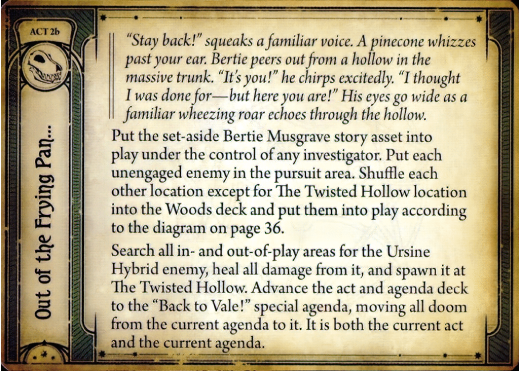 ACT 2b
Out of the Frying Pan...
“Stay back!” squeaks a familiar voice. A pinecone whizzes
past your ear. Bertie peers out from a hollow in the
massive trunk. “It’s you!” he chirps excitedly. “I thought
I was done for—but here you are!” His eyes go wide as a
familiar wheezing roar echoes through the hollow.
Put the set-aside Bertie Musgrave story asset into
play under the control of any investigator. Put each
unengaged enemy in the pursuit area. Shuffle each
other location except for The Twisted Hollow location
into the Woods deck and put them into play according
to the diagram on page 36.
Search all in- and out-of-play areas for the Ursine
Hybrid enemy, heal all damage from it, and spawn it at
The Twisted Hollow. Advance the act and agenda deck
to the “Back to Vale!” special agenda, moving all doom
from the current agenda to it. It is both the current act
and the current agenda.